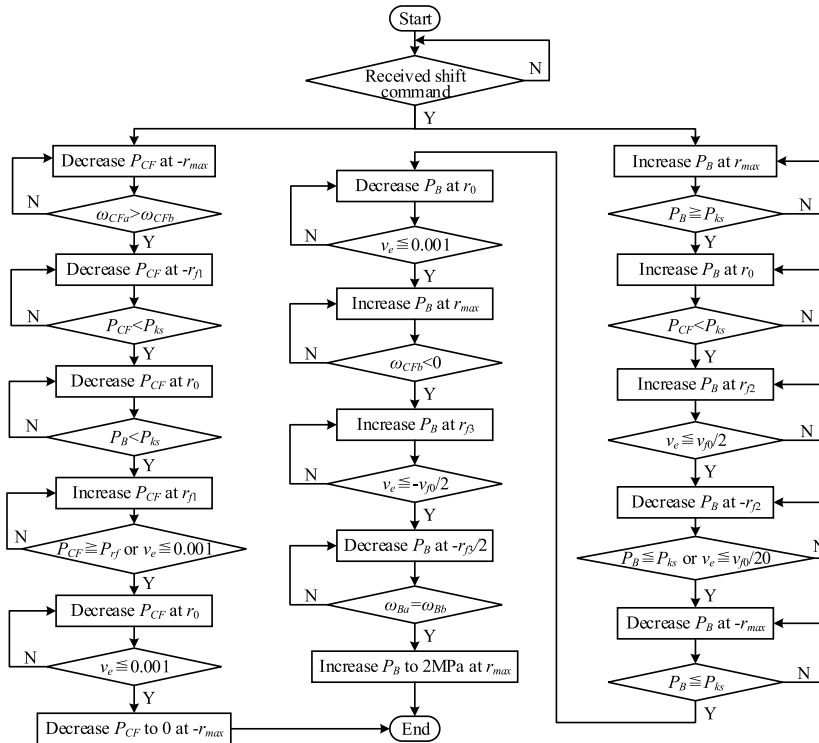 Start
Received shift
command
N
Y
Decrease P_CF at -r_max
N
ω_CFa>ω_CFb
Y
Decrease P_CF at -r_f1
N
P_CF<P_ks
Y
Decrease P_CF at r_0
N
P_B<P_ks
Y
Increase P_CF at r_f1
N
P_CF≧P_rf or v_e≦0.001
Y
Decrease P_CF at r_0
N
v_e≦0.001
Y
Decrease P_CF to 0 at -r_max
Decrease P_B at r_0
N
v_e≦0.001
Y
Increase P_B at r_max
N
ω_CFb<0
Y
Increase P_B at r_f3
N
v_e≦-v_f0/2
Y
Decrease P_B at -r_f3/2
N
ω_Ba=ω_Bb
Y
Increase P_B to 2MPa at r_max
End
Increase P_B at r_max
P_B≧P_ks
N
Y
Increase P_B at r_0
P_CF<P_ks
N
Y
Increase P_B at r_f2
v_e≦v_f0/2
N
Y
Decrease P_B at -r_f2
P_B≦P_ks or v_e≦v_f0/20
N
Y
Decrease P_B at -r_max
P_B≦P_ks
N
Y